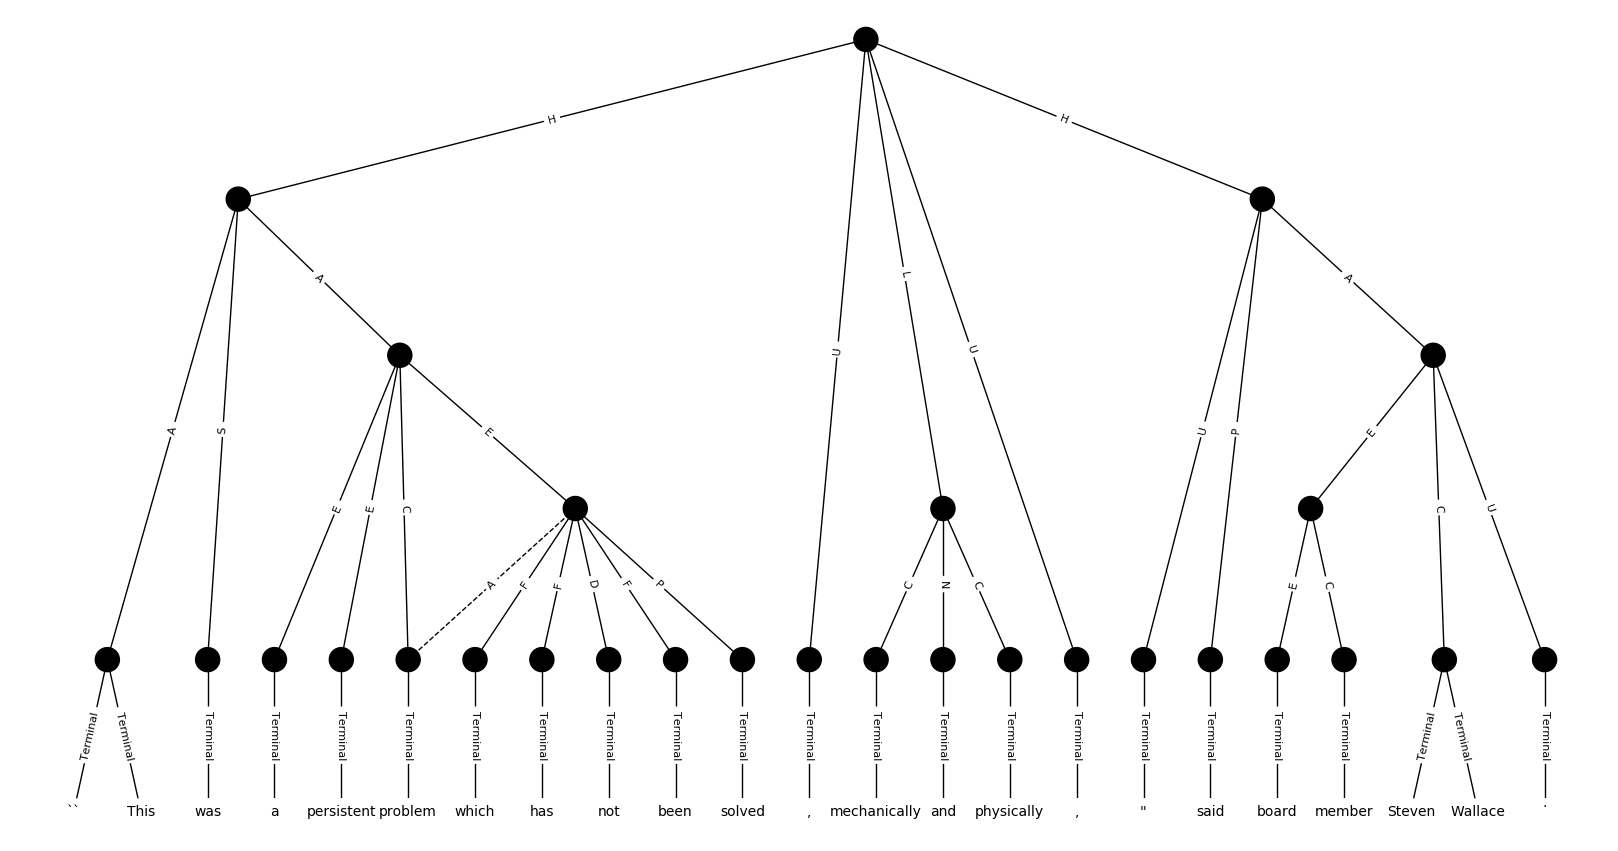 H H
A S A U L U U P A
E E C E E C U
A F F D F P C N C E C
Terminal Terminal Terminal Terminal Terminal Terminal Terminal Terminal Terminal Terminal Terminal Terminal Terminal Terminal Terminal Terminal Terminal Terminal Terminal Terminal Terminal Terminal Terminal
`` This was a persistent problem which has not been solved , mechanically and physically , " said board member Steven Wallace .